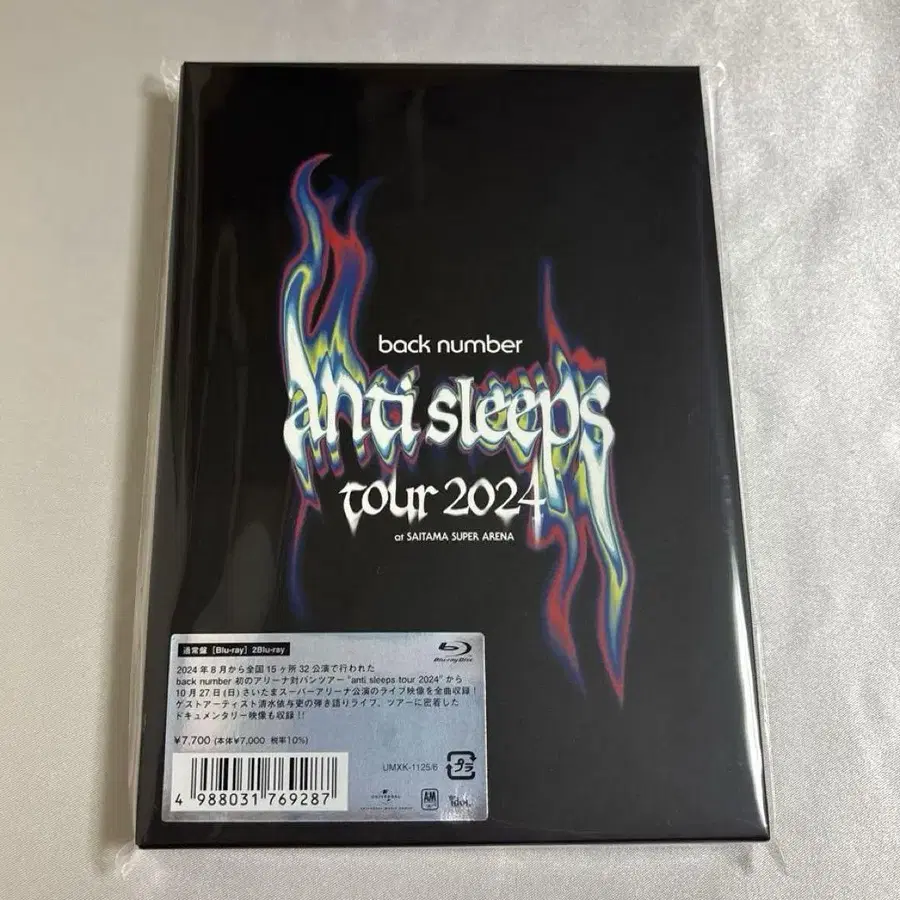 back number
anti sleeps
tour 2024
at SAITAMA SUPER ARENA
通常盤 [Blu-ray] 2Blu-ray
Blu-ray Disc
2024年8月から全国15ヶ所32公演で行われた
back number 初のアリーナ対バンツアー "anti sleeps tour 2024" から
10月27日(日)さいたまスーパーアリーナ公演のライブ映像を全曲収録!
ゲストアーティスト清水依与吏の弾き語りライブ、ツアーに密着した
ドキュメンタリー映像も収録!!
¥7,700 (本体¥7,000 税率10%)
UMXK-1125/6
プラ
4 988031 769287
UNIVERSAL
UNIVERSAL MUSIC GROUP
AM